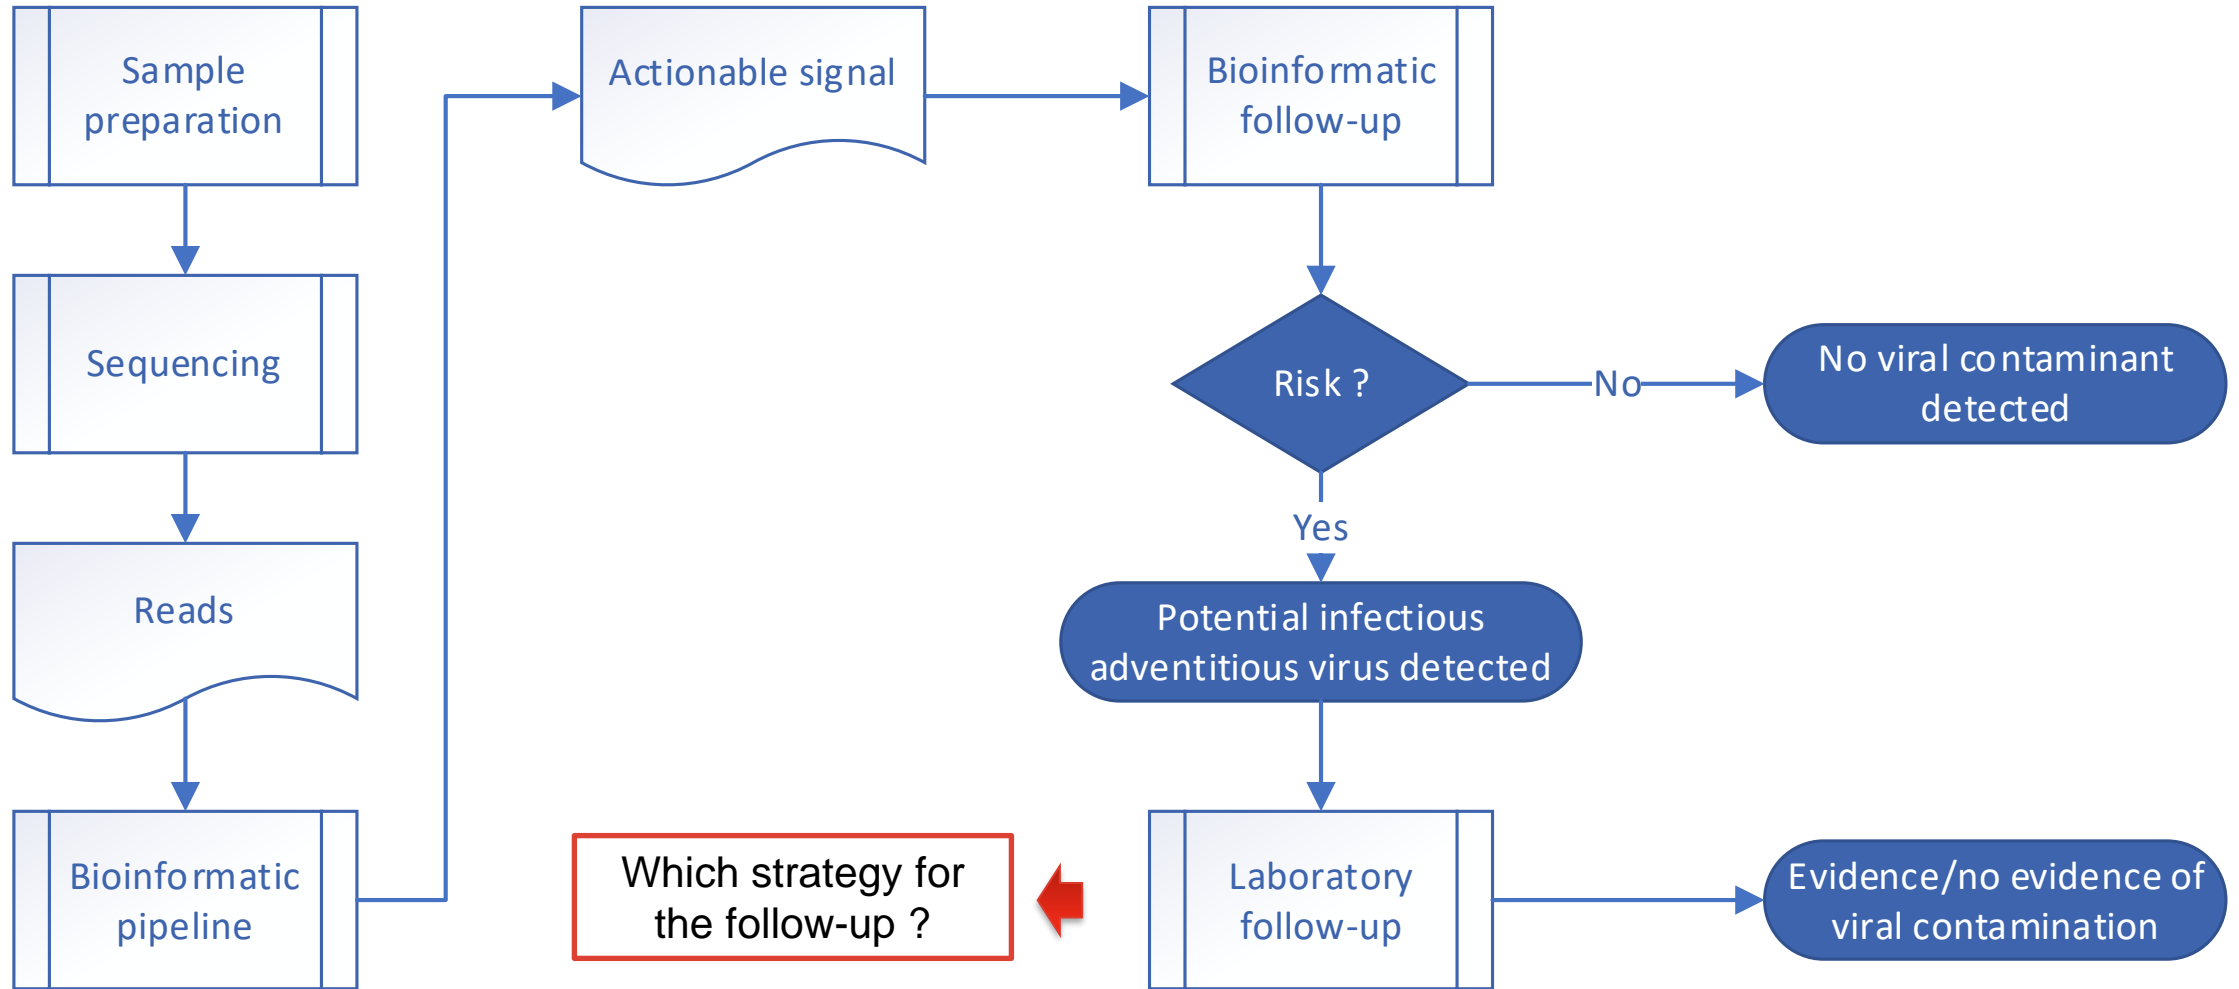 Sample
preparation
Sequencing
Reads
Bioinformatic
pipeline
Actionable signal
Bioinformatic
follow-up
Risk ?
No
No viral contaminant
detected
Yes
Potential infectious
adventitious virus detected
Laboratory
follow-up
Which strategy for
the follow-up ?
Evidence/no evidence of
viral contamination